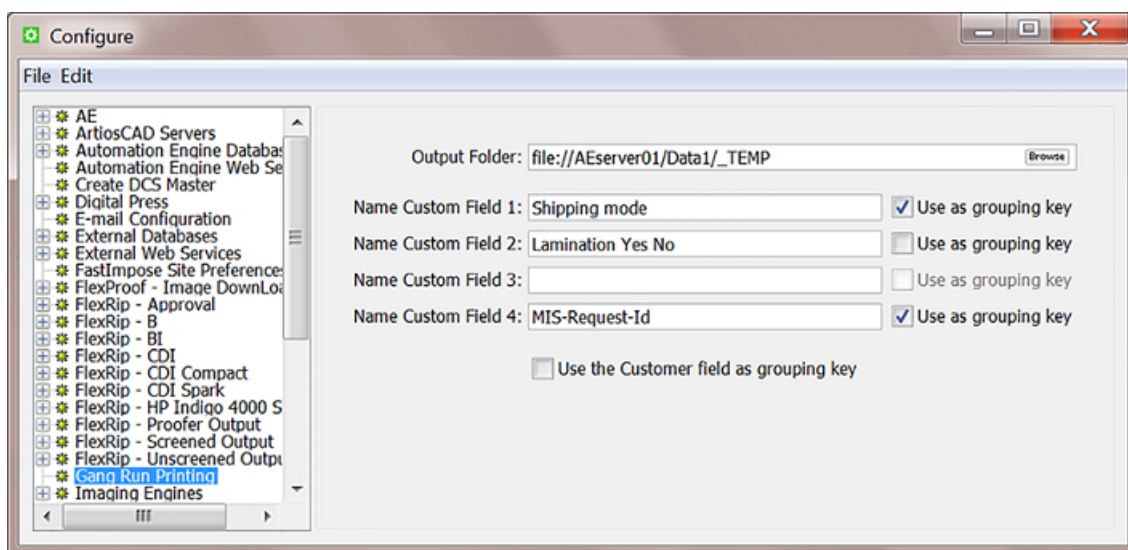 Configure
File Edit
AE
ArtiosCAD Servers
Automation Engine Databas
Automation Engine Web Se
Create DCS Master
Digital Press
E-mail Configuration
External Databases
External Web Services
FastImpose Site Preferences
FlexProof - Image DownLoa
FlexRip - Approval
FlexRip - B
FlexRip - BI
FlexRip - CDI
FlexRip - CDI Compact
FlexRip - CDI Spark
FlexRip - HP Indigo 4000 S
FlexRip - Proofer Output
FlexRip - Screened Output
FlexRip - Unscreened Outpu
Gang Run Printing
Imaging Engines
Output Folder: file://AEserver01/Data1/_TEMP Browse
Name Custom Field 1: Shipping mode Use as grouping key
Name Custom Field 2: Lamination Yes No Use as grouping key
Name Custom Field 3: Use as grouping key
Name Custom Field 4: MIS-Request-Id Use as grouping key
Use the Customer field as grouping key